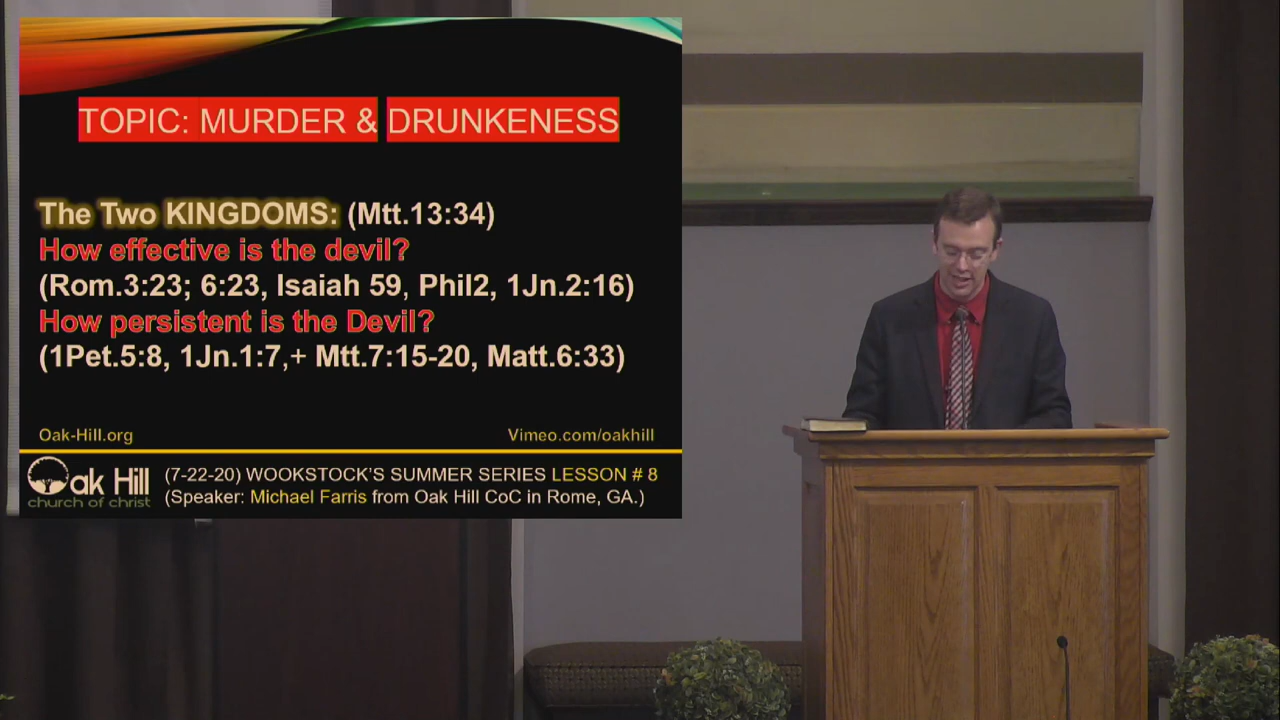 TOPIC: MURDER & DRUNKENESS
The Two KINGDOMS: (Mtt.13:34)
How effective is the devil?
(Rom.3:23; 6:23, Isaiah 59, Phil2, 1Jn.2:16)
How persistent is the Devil?
(1Pet.5:8, 1Jn.1:7,+ Mtt.7:15-20, Matt.6:33)
Oak-Hill.org
Vimeo.com/oakhill
Oak Hill
church of christ
(7-22-20) WOOKSTOCK'S SUMMER SERIES LESSON # 8
(Speaker: Michael Farris from Oak Hill CoC in Rome, GA.)